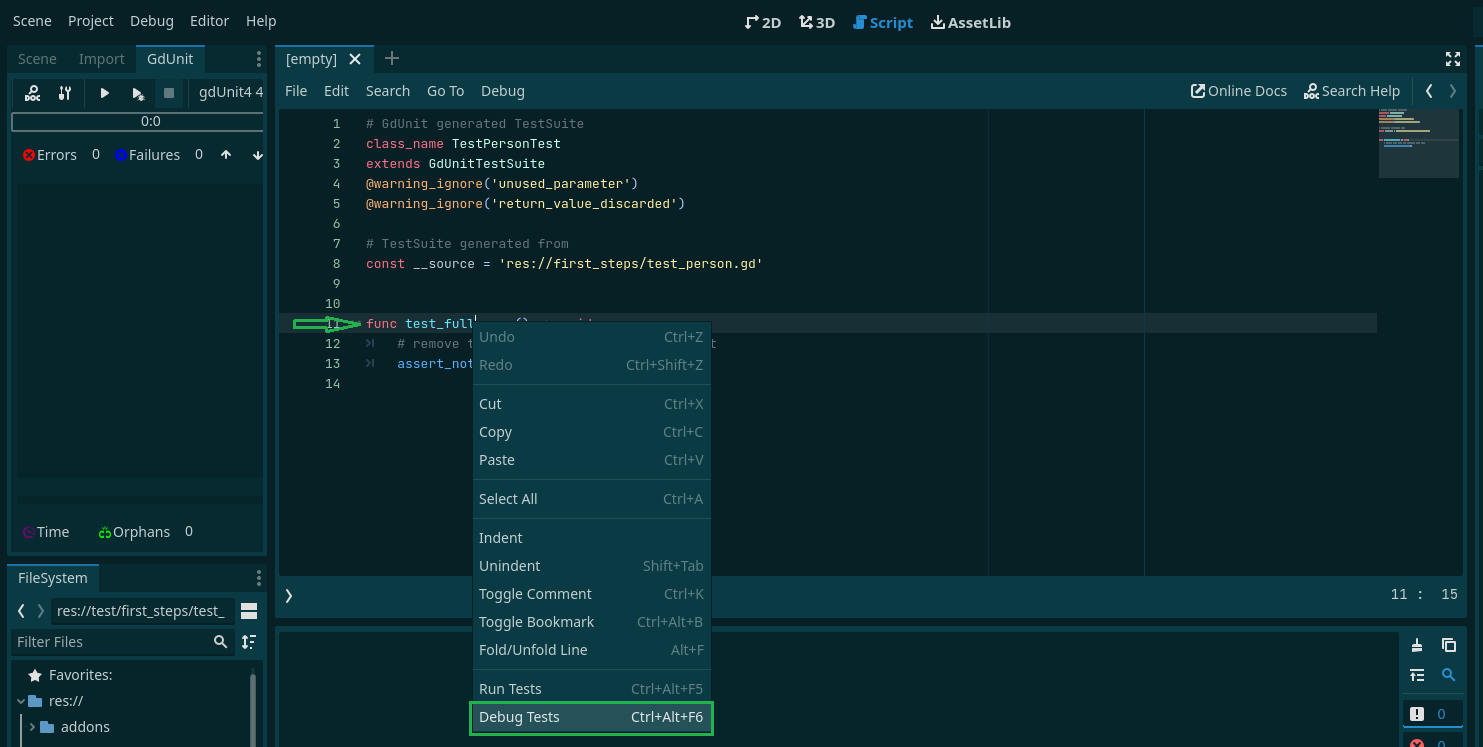 Scene Project Debug Editor Help
2D 3D Script AssetLib
Scene Import GdUnit
gdUnit4 4
0:0
Errors 0 Failures 0
Time Orphans 0
FileSystem
res://test/first_steps/test_
Filter Files
Favorites:
res://
addons
[empty]
File Edit Search Go To Debug
Online Docs Search Help
1 # GdUnit generated TestSuite
2 class_name TestPersonTest
3 extends GdUnitTestSuite
4 @warning_ignore('unused_parameter')
5 @warning_ignore('return_value_discarded')
6
7 # TestSuite generated from
8 const __source = 'res://first_steps/test_person.gd'
9
10
11 func test_full
12 # remove t
13 assert_not
14
Undo Ctrl+Z
Redo Ctrl+Shift+Z
Cut Ctrl+X
Copy Ctrl+C
Paste Ctrl+V
Select All Ctrl+A
Indent
Unindent Shift+Tab
Toggle Comment Ctrl+K
Toggle Bookmark Ctrl+Alt+B
Fold/Unfold Line Alt+F
Run Tests Ctrl+Alt+F5
Debug Tests Ctrl+Alt+F6
11 : 15
0
0